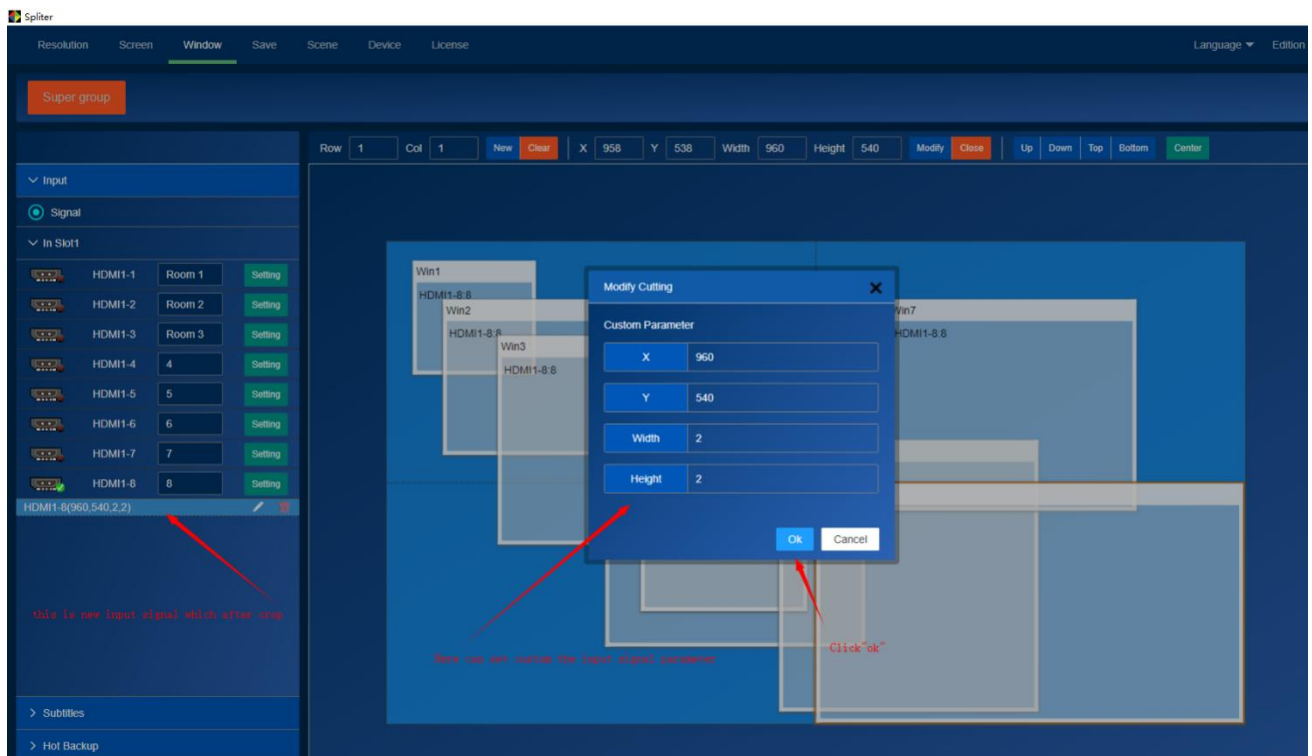 Spliter
Resolution Screen Window Save Scene Device License Language Edition
Super group
Row 1 Col 1 New Clear X 958 Y 538 Width 960 Height 540 Modify Close Up Down Top Bottom Center
Input
Signal
In Slot1
HDMI1-1 Room 1 Setting
HDMI1-2 Room 2 Setting
HDMI1-3 Room 3 Setting
HDMI1-4 4 Setting
HDMI1-5 5 Setting
HDMI1-6 6 Setting
HDMI1-7 7 Setting
HDMI1-8 8 Setting
HDMI1-8(960,540,2,2)
this is new input signal which after crop
Subtitles
Hot Backup
Win1
HDMI1-8:8
Win2
HDMI1-8:8
Win3
HDMI1-8:8
Win7
HDMI1-8:8
Modify Cutting
Custom Parameter
X 960
Y 540
Width 2
Height 2
Ok Cancel
can set custom the input signal parameter
Click"ok"